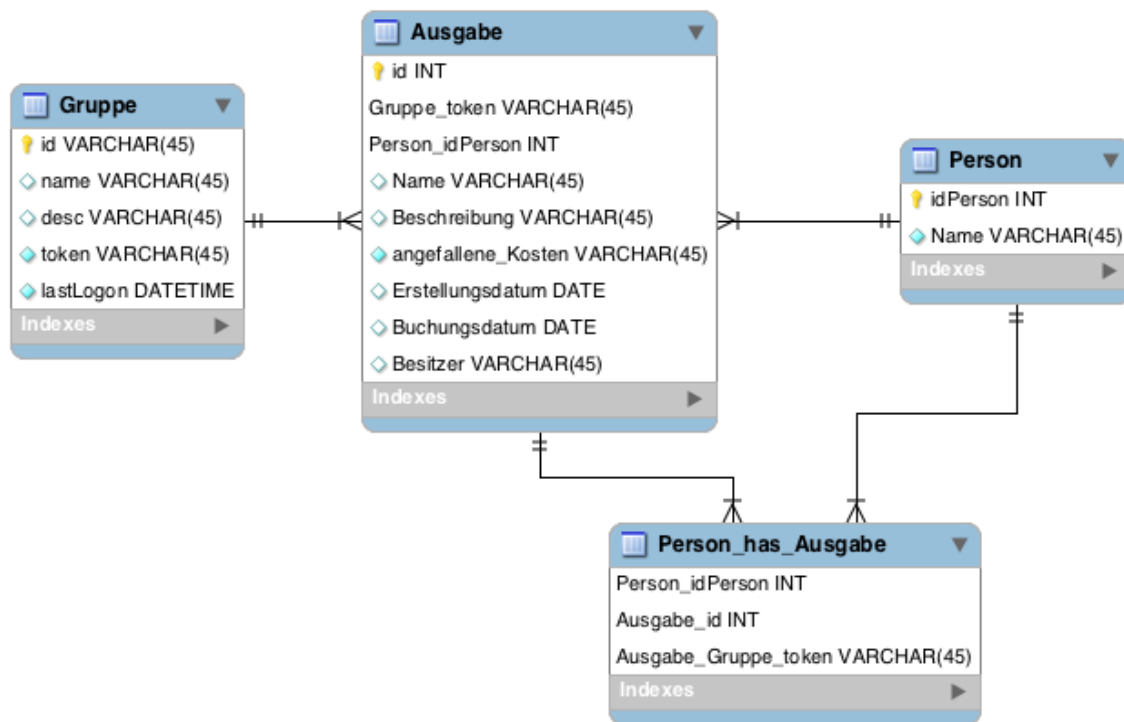 Gruppe
id VARCHAR(45)
name VARCHAR(45)
desc VARCHAR(45)
token VARCHAR(45)
lastLogon DATETIME
Indexes
Ausgabe
id INT
Gruppe_token VARCHAR(45)
Person_idPerson INT
Name VARCHAR(45)
Beschreibung VARCHAR(45)
angefallene_Kosten VARCHAR(45)
Erstellungsdatum DATE
Buchungsdatum DATE
Besitzer VARCHAR(45)
Indexes
Person
idPerson INT
Name VARCHAR(45)
Indexes
Person_has_Ausgabe
Person_idPerson INT
Ausgabe_id INT
Ausgabe_Gruppe_token VARCHAR(45)
Indexes